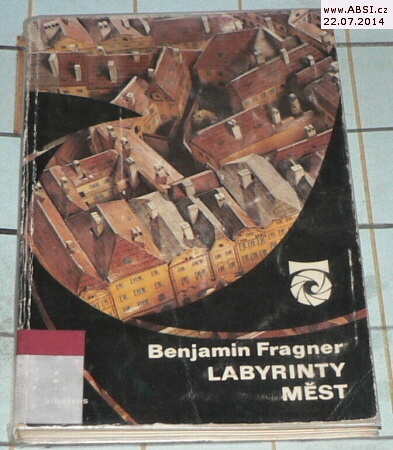 www.ABSI.cz
22.07.2014
Benjamin Fragner
LABYRINTY
MĚST
albatros